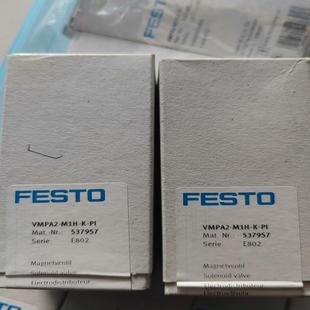 FESTO
VMPA2-M1H-K-PI
Mat.-Nr.: 537957
Serie: E802
Magnetventil
Solenoid valve
Electrodistributeur
FESTO
VMPA2-M1H-K-PI
Mat.-Nr.: 537957
Serie: E802
Magnetventil
Solenoid valve
Electrodistributeur